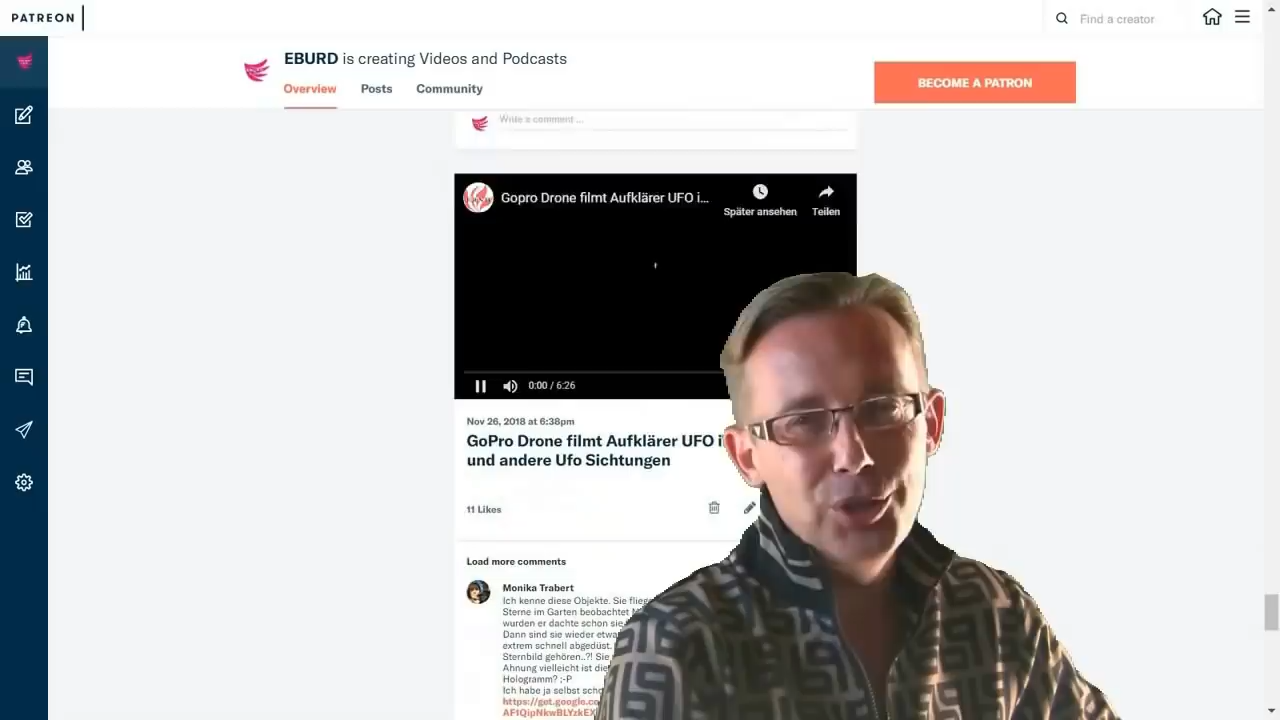 PATREON
Find a creator
EBURD is creating Videos and Podcasts
BECOME A PATRON
Overview Posts Community
Write a comment ...
Gopro Drone filmt Aufklärer UFO i...
Später ansehen Teilen
0:00 / 6:26
Nov 26, 2018 at 6:38pm
GoPro Drone filmt Aufklärer UFO i
und andere Ufo Sichtungen
11 Likes
Load more comments
Monika Trabert
Ich kenne diese Objekte. Sie flieg
Sterne im Garten beobachtet
wurden er dachte schon sie
Dann sind sie wieder etwa
extrem schnell abgedüst.
Sternbild gehören..?! Sie
Ahnung vielleicht ist die
Hologramm? ;-P
Ich habe ja selbst scho
https://get.google.co
AF1QipNkwBLYzkEX